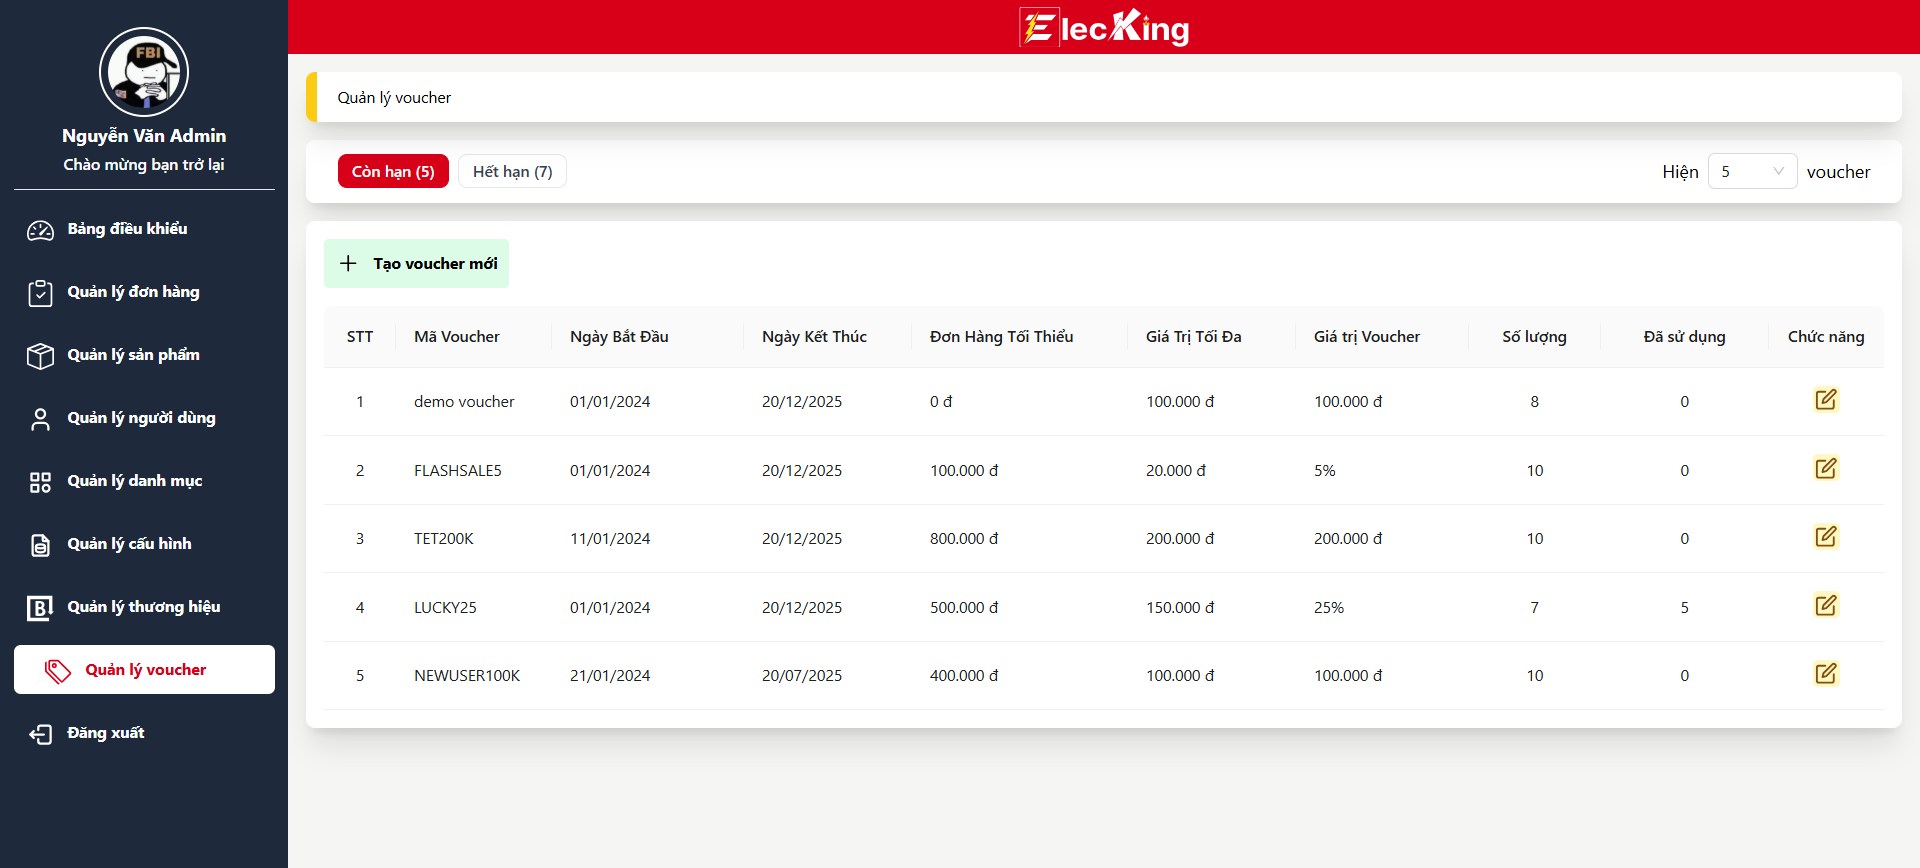 FBI
Nguyễn Văn Admin
Chào mừng bạn trở lại
Bảng điều khiểu
Quản lý đơn hàng
Quản lý sản phẩm
Quản lý người dùng
Quản lý danh mục
Quản lý cấu hình
Quản lý thương hiệu
Quản lý voucher
Đăng xuất
ElecKing
Quản lý voucher
Còn hạn (5) Hết hạn (7) Hiện 5 voucher
Tạo voucher mới
STT Mã Voucher Ngày Bắt Đầu Ngày Kết Thúc Đơn Hàng Tối Thiểu Giá Trị Tối Đa Giá trị Voucher Số lượng Đã sử dụng Chức năng
1 demo voucher 01/01/2024 20/12/2025 0 đ 100.000 đ 100.000 đ 8 0
2 FLASHSALE5 01/01/2024 20/12/2025 100.000 đ 20.000 đ 5% 10 0
3 TET200K 11/01/2024 20/12/2025 800.000 đ 200.000 đ 200.000 đ 10 0
4 LUCKY25 01/01/2024 20/12/2025 500.000 đ 150.000 đ 25% 7 5
5 NEWUSER100K 21/01/2024 20/07/2025 400.000 đ 100.000 đ 100.000 đ 10 0